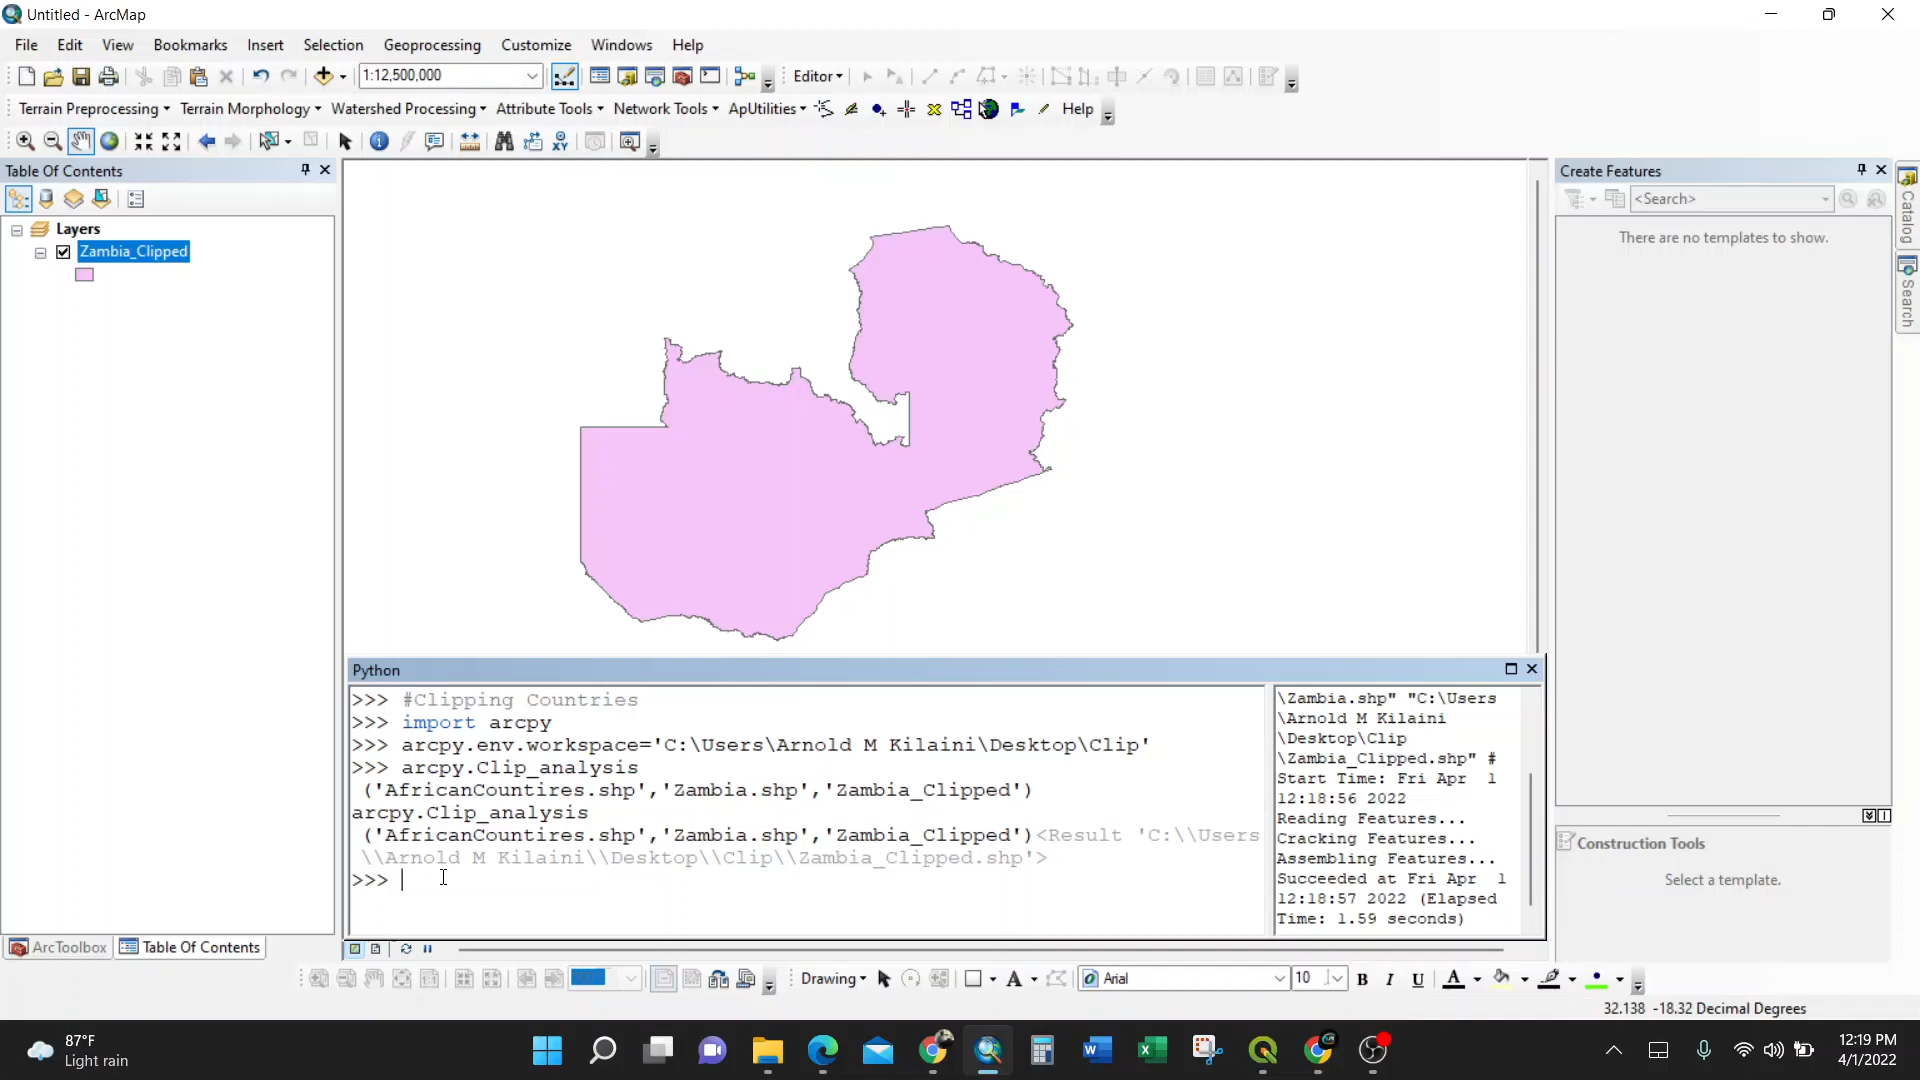 Untitled - ArcMap
File Edit View Bookmarks Insert Selection Geoprocessing Customize Windows Help
1:12,500,000
Editor
Terrain Preprocessing Terrain Morphology Watershed Processing Attribute Tools Network Tools ApUtilities Help
Table Of Contents
Layers
Zambia_Clipped
Create Features
<Search>
There are no templates to show.
Catalog
Search
Python
>>> #Clipping Countries
>>> import arcpy
>>> arcpy.env.workspace='C:\Users\Arnold M Kilaini\Desktop\Clip'
>>> arcpy.Clip_analysis
('AfricanCountires.shp','Zambia.shp','Zambia_Clipped')
arcpy.Clip_analysis
('AfricanCountires.shp','Zambia.shp','Zambia_Clipped')<Result 'C:\\Users
\\Arnold M Kilaini\\Desktop\\Clip\\Zambia_Clipped.shp'>
>>>
\Zambia.shp" "C:\Users
\Arnold M Kilaini
\Desktop\Clip
\Zambia_Clipped.shp" #
Start Time: Fri Apr 1
12:18:56 2022
Reading Features...
Cracking Features...
Assembling Features...
Succeeded at Fri Apr 1
12:18:57 2022 (Elapsed
Time: 1.59 seconds)
Construction Tools
Select a template.
ArcToolbox Table Of Contents
Drawing Arial 10 B I U A
32.138 -18.32 Decimal Degrees
87°F
Light rain
12:19 PM
4/1/2022